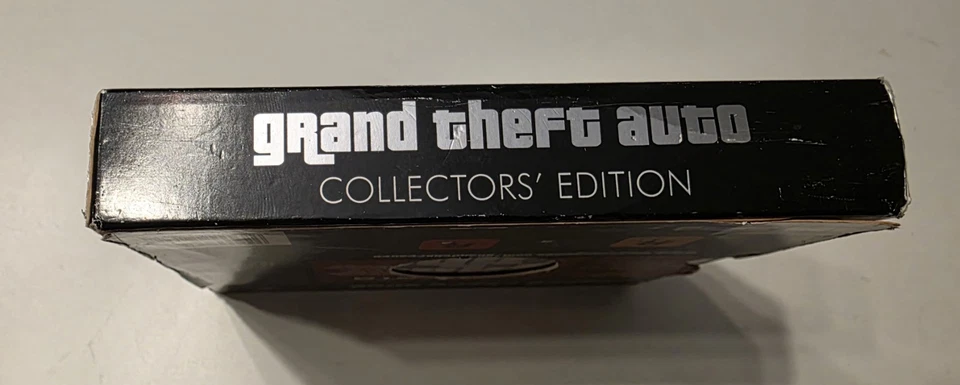 grand theft auto
COLLECTORS' EDITION